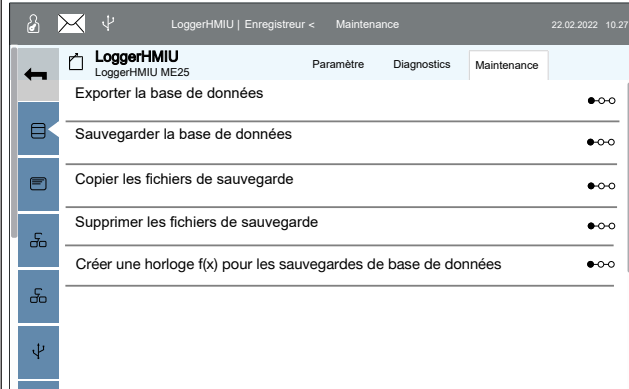 LoggerHMIU | Enregistreur < Maintenance 22.02.2022 10.27
LoggerHMIU
LoggerHMIU ME25
Paramètre Diagnostics Maintenance
Exporter la base de données
Sauvegarder la base de données
Copier les fichiers de sauvegarde
Supprimer les fichiers de sauvegarde
Créer une horloge f(x) pour les sauvegardes de base de données